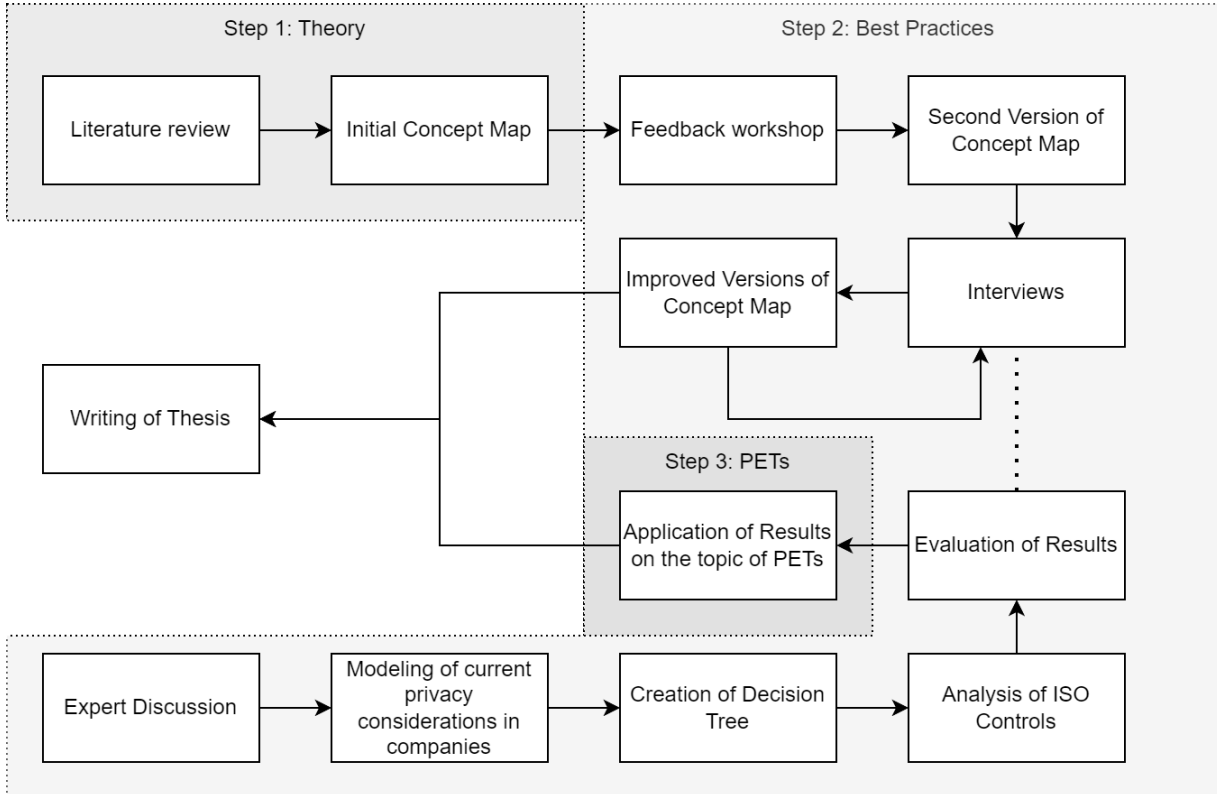 Step 1: Theory
Step 2: Best Practices
Literature review
Initial Concept Map
Feedback workshop
Second Version of
Concept Map
Improved Versions of
Concept Map
Interviews
Writing of Thesis
Step 3: PETs
Application of Results
on the topic of PETs
Evaluation of Results
Expert Discussion
Modeling of current
privacy
considerations in
companies
Creation of Decision
Tree
Analysis of ISO
Controls